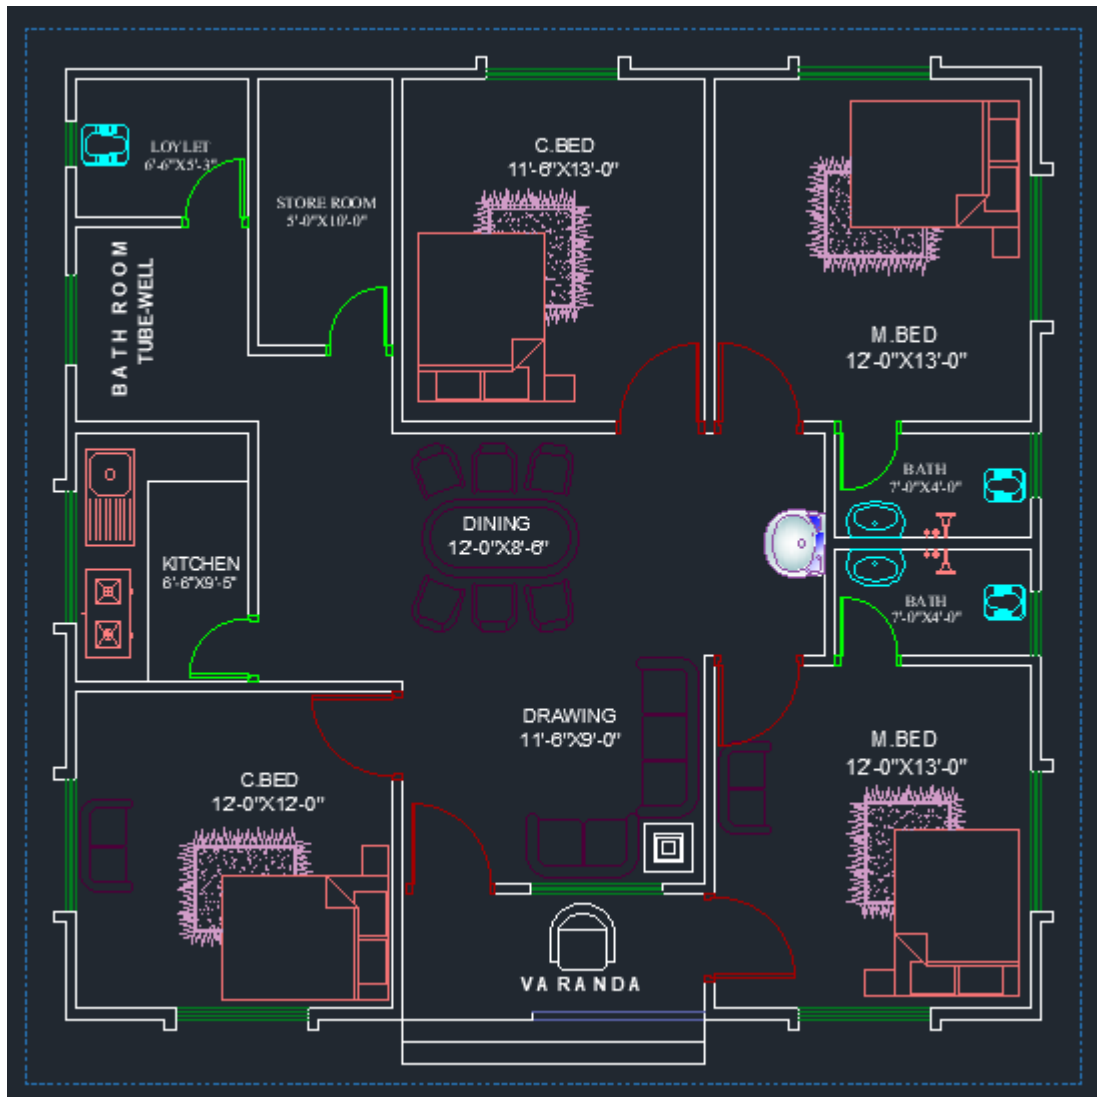 LOYLET
6'-6"X5'-3"
STORE ROOM
5'-0"X10'-0"
C.BED
11'-6"X13'-0"
M.BED
12'-0"X13'-0"
BATH ROOM
TUBE-WELL
KITCHEN
6'-6"X9'-5"
DINING
12'-0"X8'-6"
BATH
7'-0"X4'-0"
BATH
7'-0"X4'-0"
DRAWING
11'-6"X9'-0"
C.BED
12'-0"X12'-0"
M.BED
12'-0"X13'-0"
VARANDA